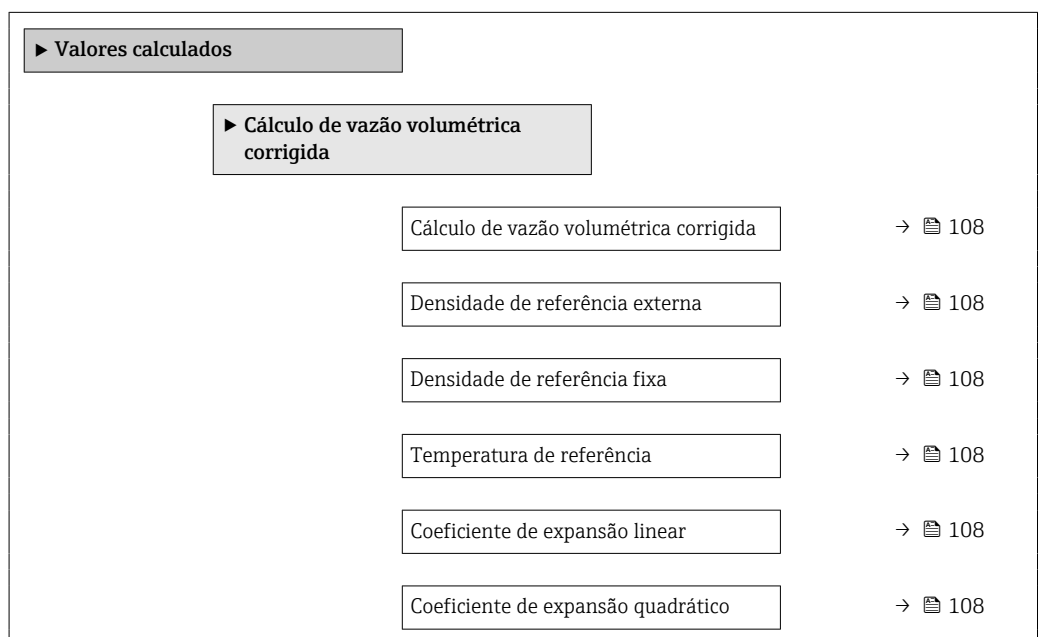 ▶ Valores calculados
▶ Cálculo de vazão volumétrica
corrigida
Cálculo de vazão volumétrica corrigida → 108
Densidade de referência externa → 108
Densidade de referência fixa → 108
Temperatura de referência → 108
Coeficiente de expansão linear → 108
Coeficiente de expansão quadrático → 108